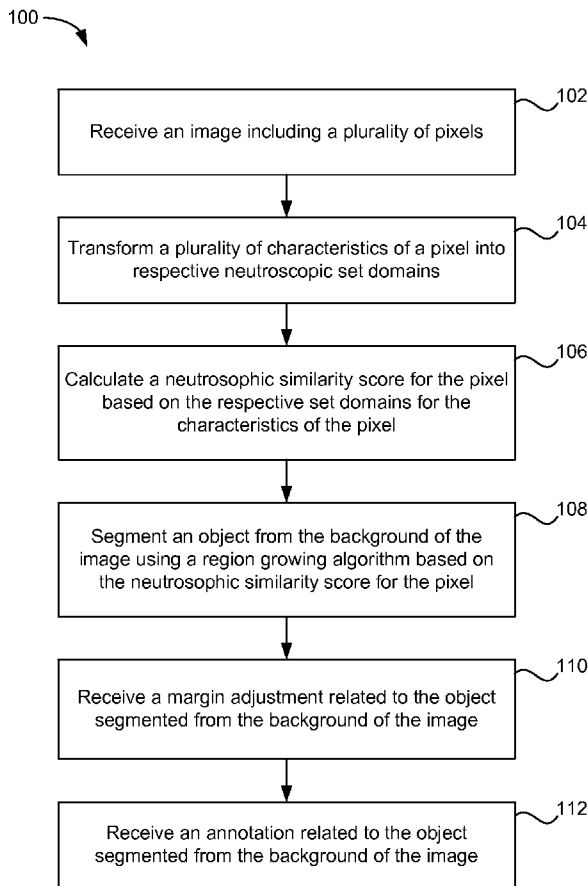 100
102
Receive an image including a plurality of pixels
104
Transform a plurality of characteristics of a pixel into
respective neutroscopic set domains
106
Calculate a neutrosophic similarity score for the pixel
based on the respective set domains for the
characteristics of the pixel
108
Segment an object from the background of the
image using a region growing algorithm based on
the neutrosophic similarity score for the pixel
110
Receive a margin adjustment related to the object
segmented from the background of the image
112
Receive an annotation related to the object
segmented from the background of the image